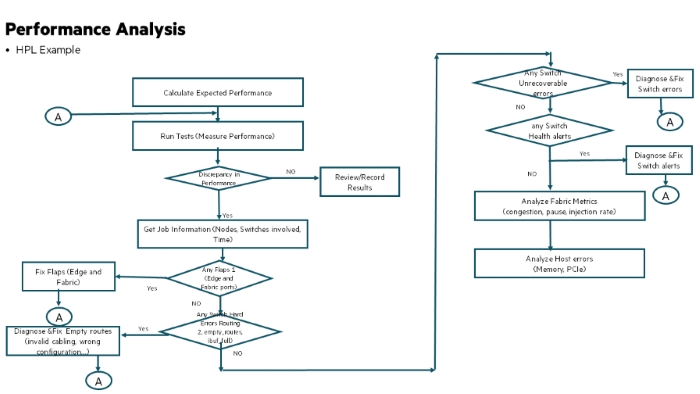 Performance Analysis
• HPL Example
Calculate Expected Performance
A
Run Tests (Measure Performance)
Discrepancy in
Performance
NO
Review/Record
Results
Yes
Get Job Information (Nodes, Switches involved,
Time)
Any Flaps 1
(Edge and
Fabric ports)
Yes
Fix Flaps (Edge and
Fabric)
A
NO
Any Switch Hard
Errors Routing
2, empty, routes,
ibuf_full)
Yes
Diagnose &Fix Empty routes
(invalid cabling, wrong
configuration...)
A
NO
Any Switch
Unrecoverable
errors
Yes
Diagnose &Fix
Switch errors
A
NO
any Switch
Health alerts
Yes
Diagnose &Fix
Switch alerts
A
NO
Analyze Fabric Metrics
(congestion, pause, injection rate)
Analyze Host errors
(Memory, PCIe)